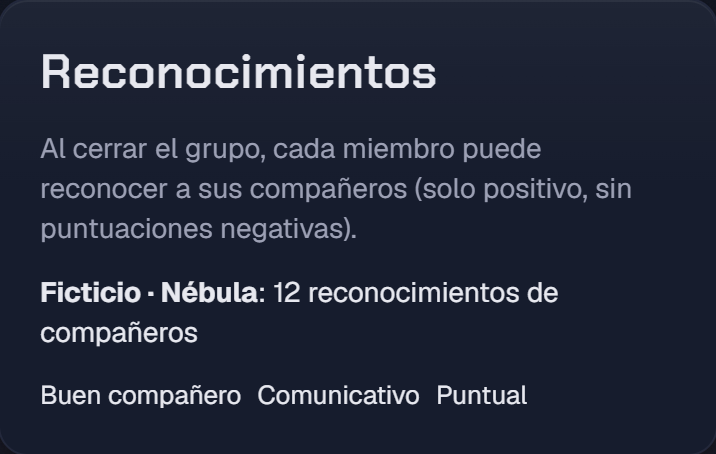 Reconocimientos
Al cerrar el grupo, cada miembro puede
reconocer a sus compañeros (solo positivo, sin
puntuaciones negativas).
Ficticio · Nébula: 12 reconocimientos de
compañeros
Buen compañero Comunicativo Puntual